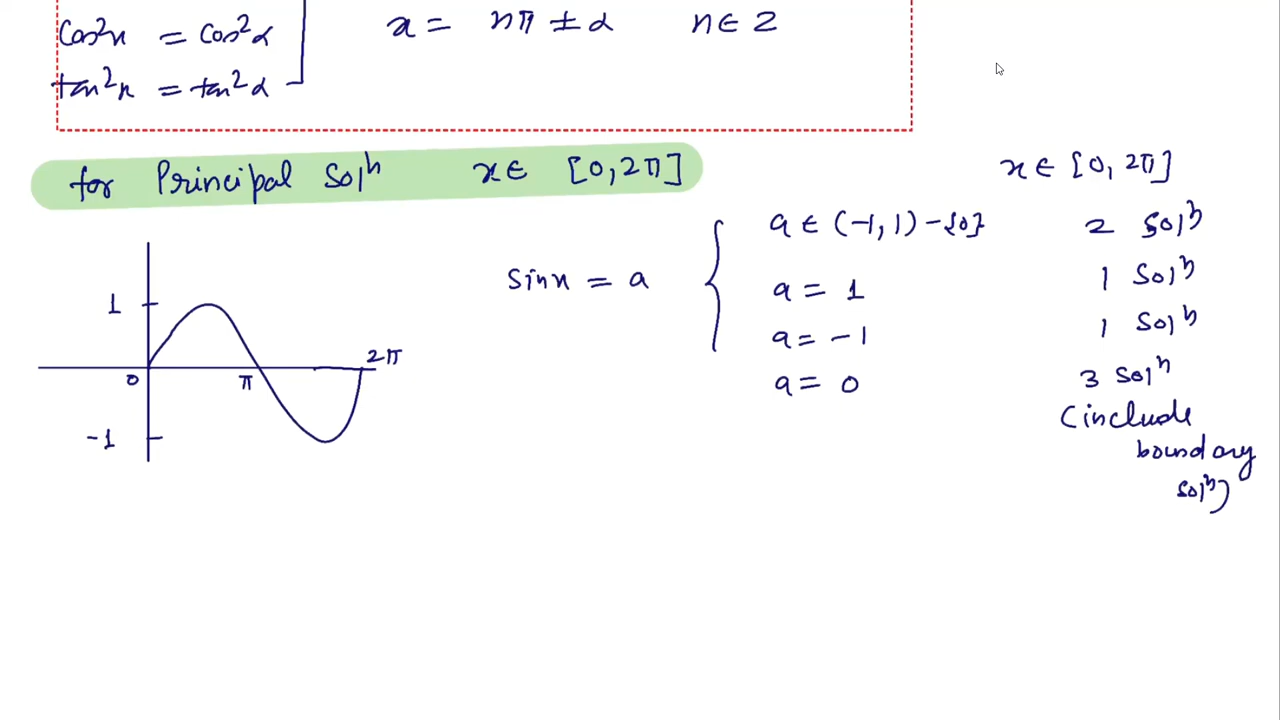 Cos²x = Cos²α
x = nπ ± α n ∈ Z
tan²x = tan²α
for Principal Solⁿ x ∈ [0, 2π]
x ∈ [0, 2π]
a ∈ (-1, 1) - {0} 2 Solⁿ
sinx = a
a = 1 1 Solⁿ
a = -1 1 Solⁿ
a = 0 3 Solⁿ
(include
boundary
solⁿ)
1
0 π 2π
-1